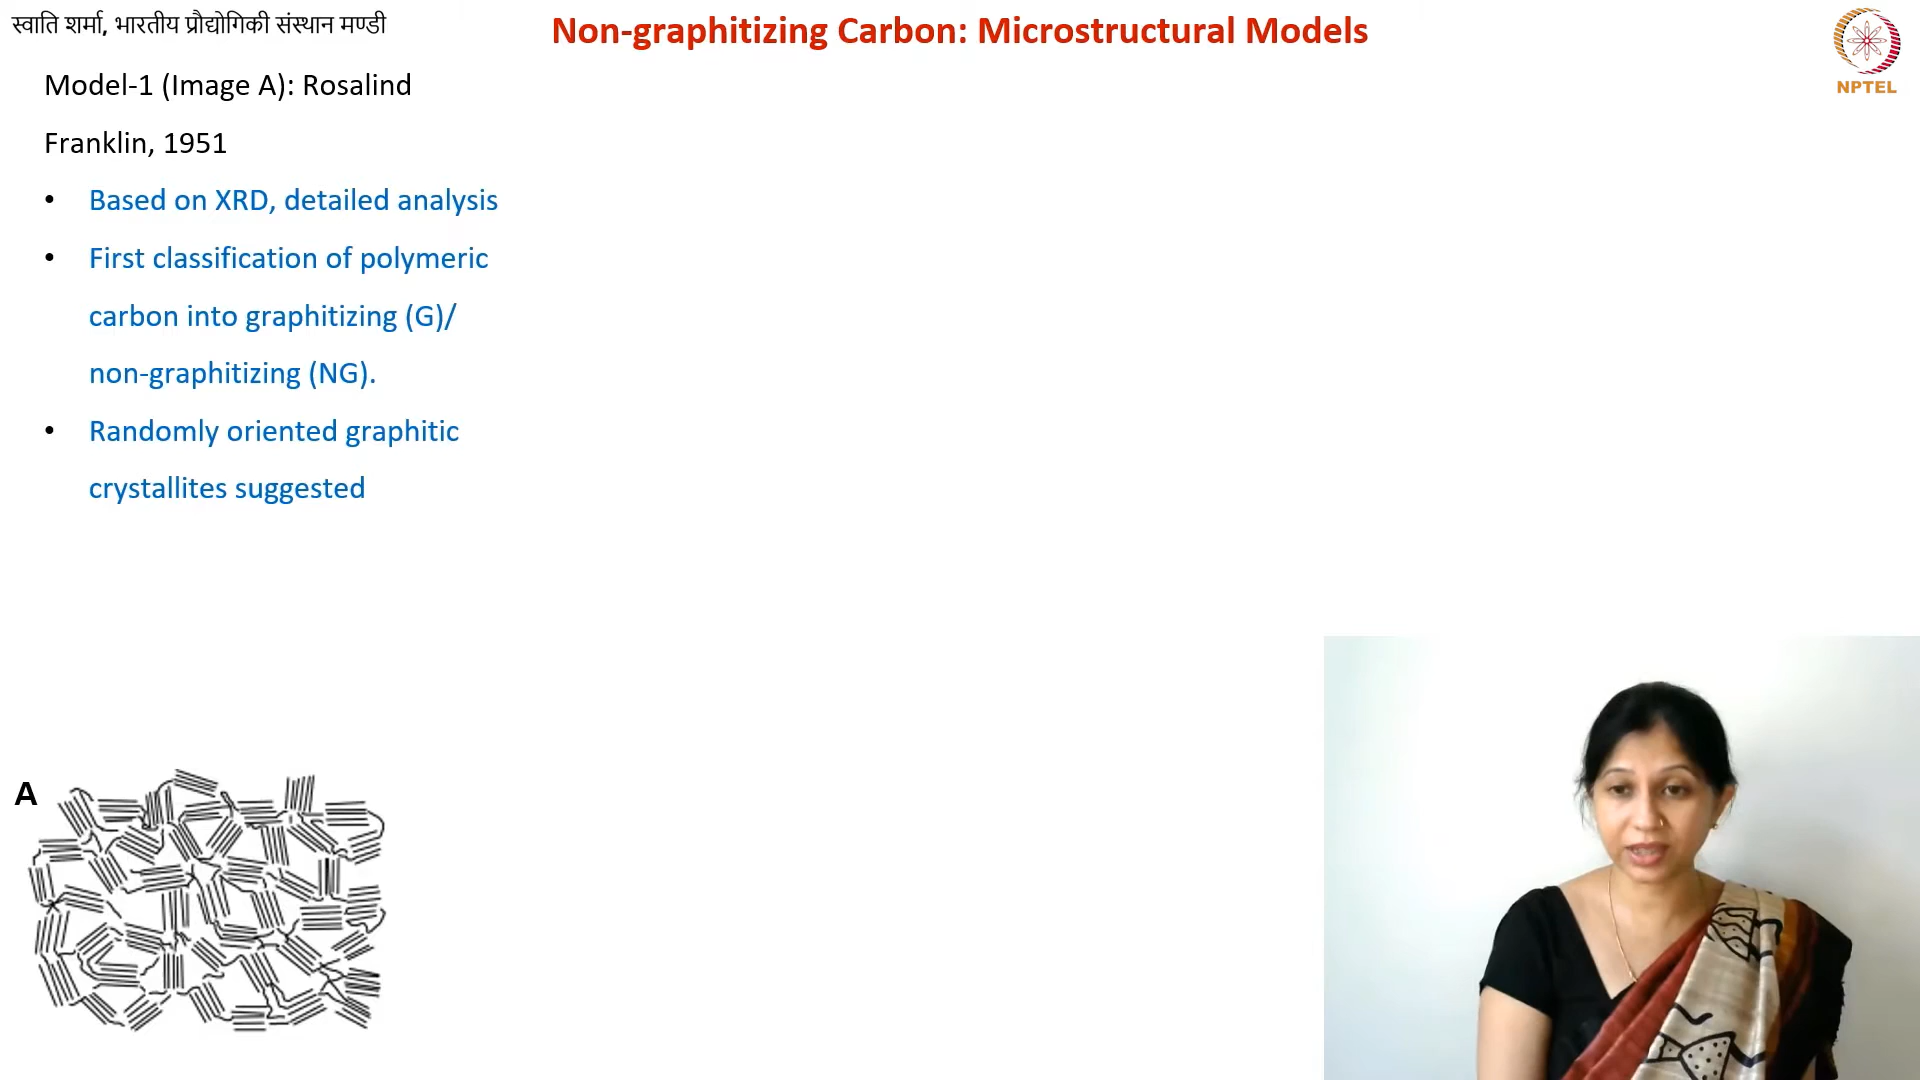 स्वाति शर्मा, भारतीय प्रौद्योगिकी संस्थान मण्डी
Non-graphitizing Carbon: Microstructural Models
NPTEL
Model-1 (Image A): Rosalind
Franklin, 1951
• Based on XRD, detailed analysis
• First classification of polymeric
carbon into graphitizing (G)/
non-graphitizing (NG).
• Randomly oriented graphitic
crystallites suggested
A